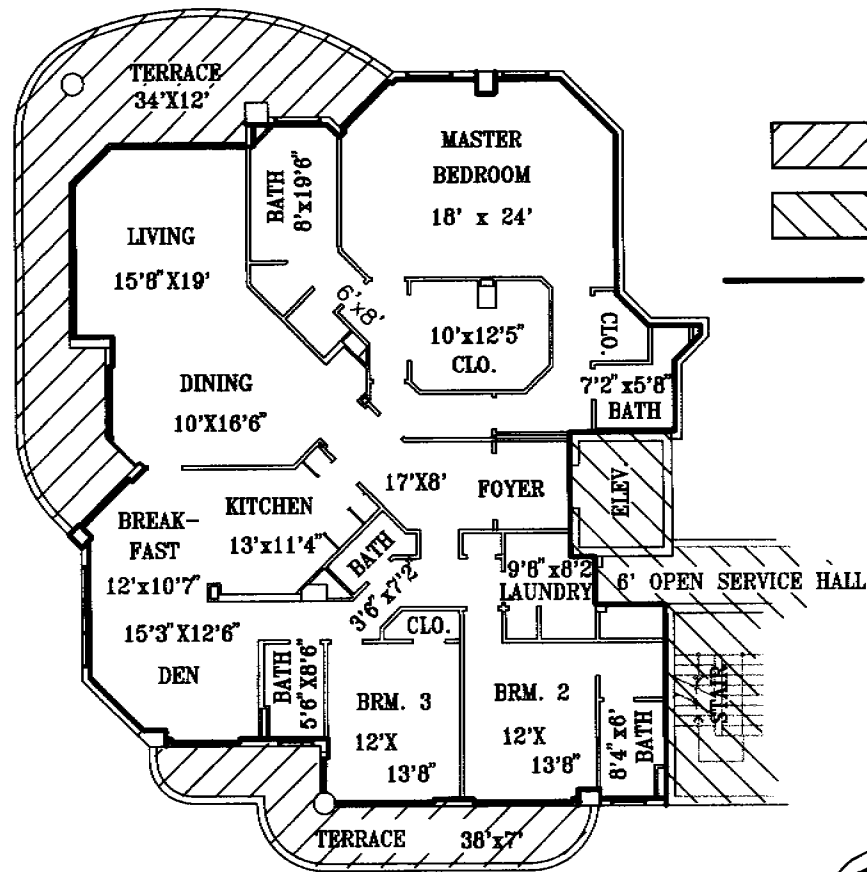 TERRACE
34'X12'
MASTER
BEDROOM
18' x 24'
BATH
8'x19'6"
LIVING
15'8"X19'
6'x8'
10'x12'5"
CLO.
CLO.
7'2"x5'8"
BATH
DINING
10'X16'6"
17'X8'
FOYER
ELEV.
KITCHEN
13'x11'4"
BREAK-
FAST
12'x10'7"
BATH
3'6"x7'2"
9'8"x8'2
LAUNDRY
6' OPEN SERVICE HALL
15'3"X12'6"
DEN
CLO.
BATH
5'6"X8'6"
BRM. 3
12'X
13'8"
BRM. 2
12'X
13'8"
8'4"x6'
BATH
STAIR
TERRACE 38'x7'